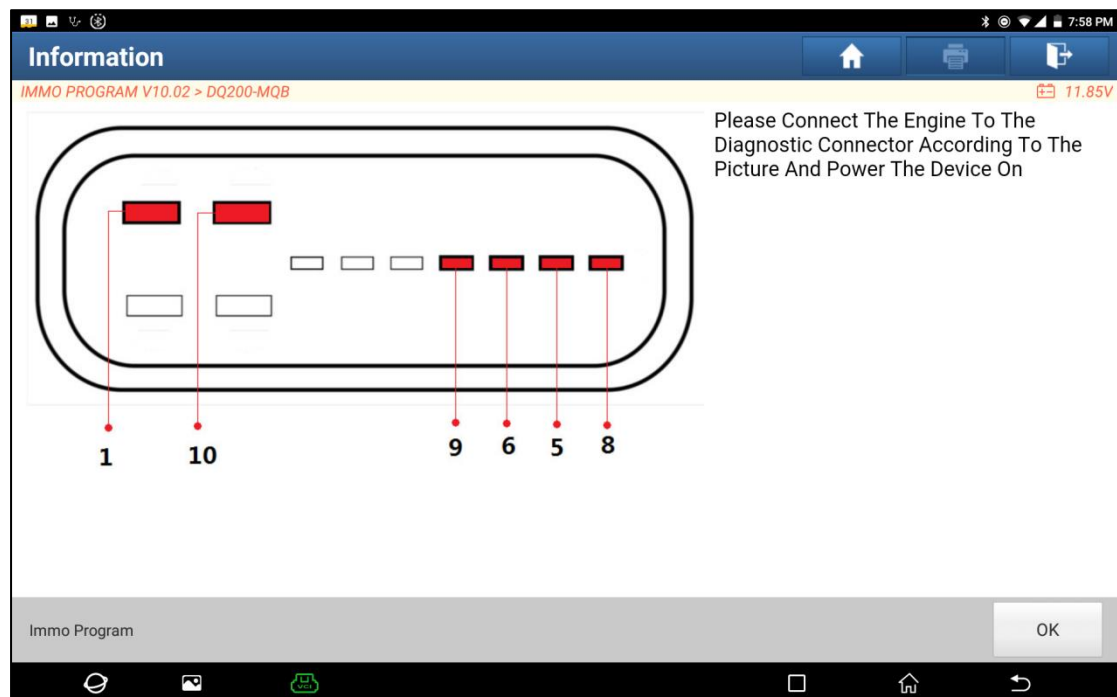 31
7:58 PM
Information
IMMO PROGRAM V10.02 > DQ200-MQB
11.85V
Please Connect The Engine To The
Diagnostic Connector According To The
Picture And Power The Device On
1
10
9
6
5
8
Immo Program
OK
VCI